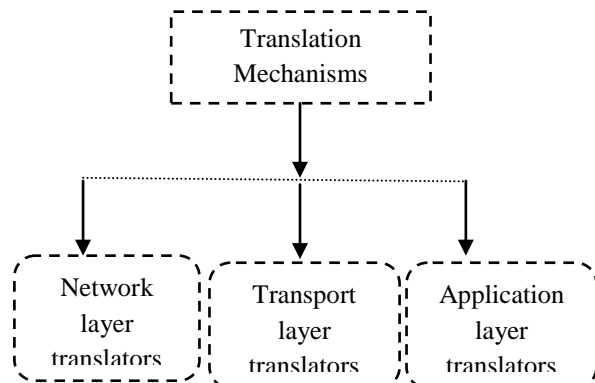 Translation
Mechanisms
Network
layer
translators
Transport
layer
translators
Application
layer
translators